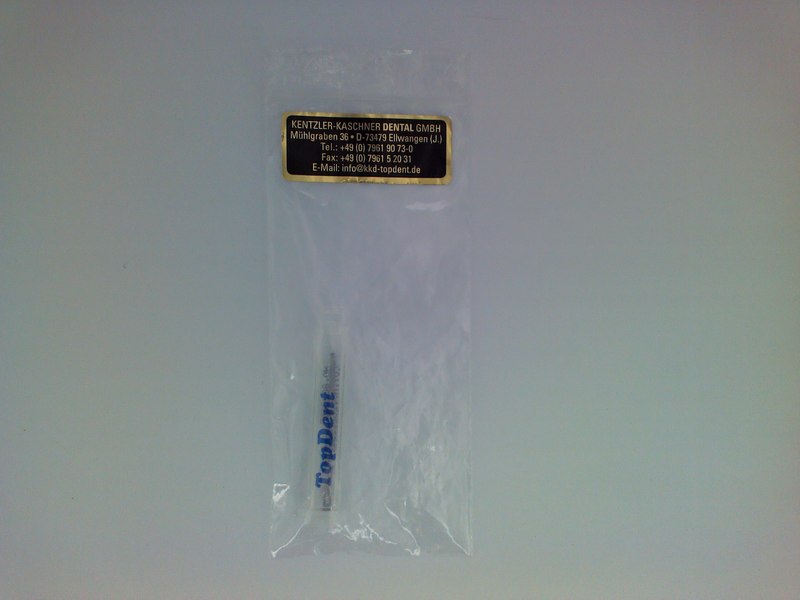 KENTZLER-KASCHNER DENTAL GMBH
Mühlgraben 36 • D-73479 Ellwangen (J.)
Tel.: +49 (0) 7961 90 73-0
Fax: +49 (0) 7961 5 20 31
E-Mail: info@kkd-topdent.de
TopDent